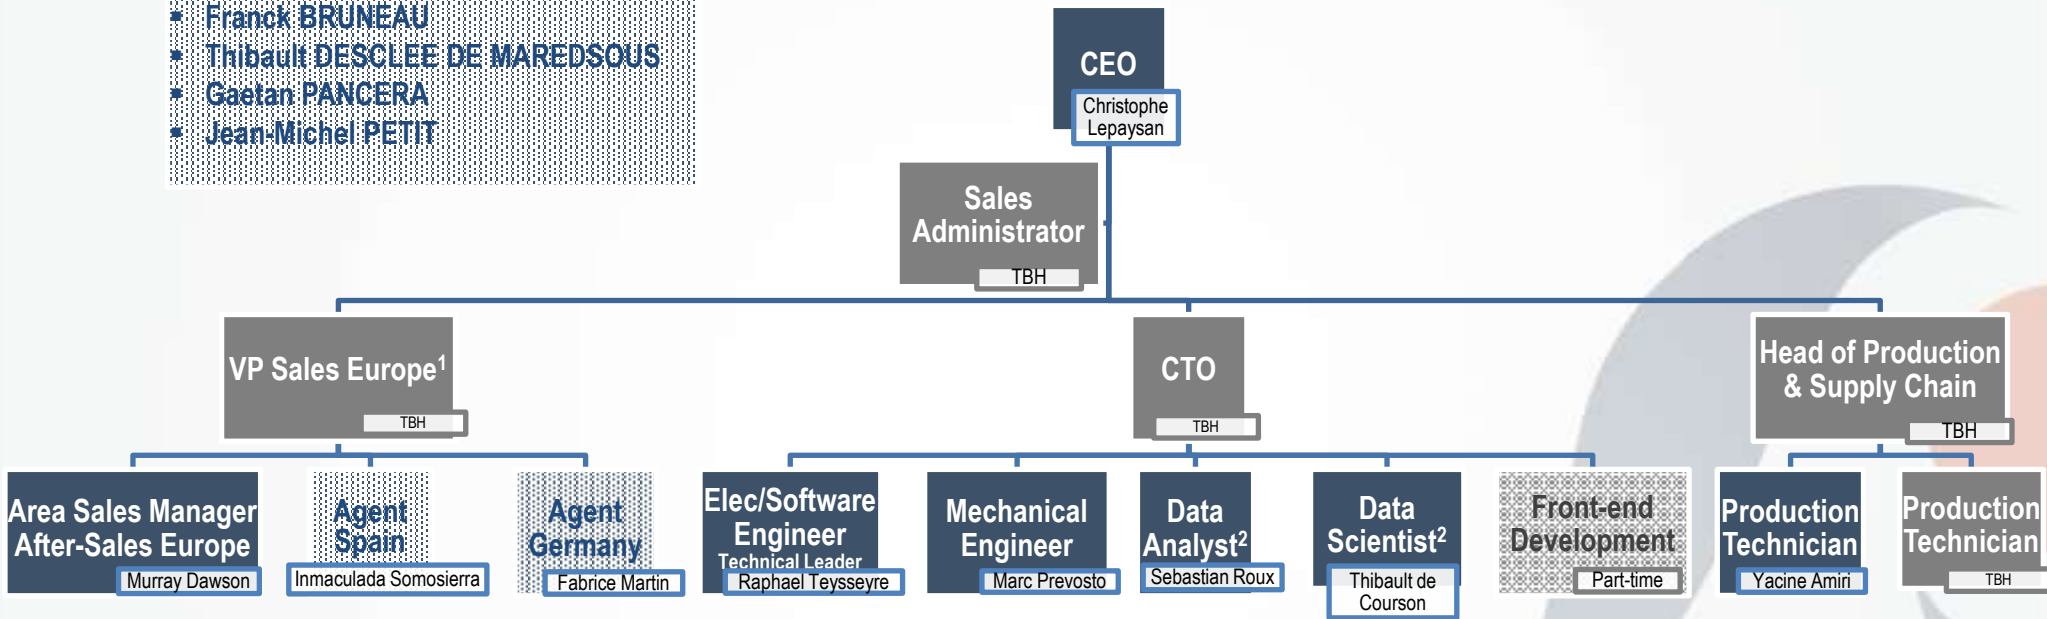 ▪ Franck BRUNEAU
▪ Thibault DESCLEE DE MAREDSOUS
▪ Gaetan PANCERA
▪ Jean-Michel PETIT
CEO
Christophe
Lepaysan
Sales
Administrator
TBH
VP Sales Europe¹
TBH
CTO
TBH
Head of Production
& Supply Chain
TBH
Area Sales Manager
After-Sales Europe
Murray Dawson
Agent
Spain
Inmaculada Somosierra
Agent
Germany
Fabrice Martin
Elec/Software
Engineer
Technical Leader
Raphael Teysseyre
Mechanical
Engineer
Marc Prevosto
Data
Analyst²
Sebastian Roux
Data
Scientist²
Thibault de
Courson
Front-end
Development
Part-time
Production
Technician
Yacine Amiri
Production
Technician
TBH